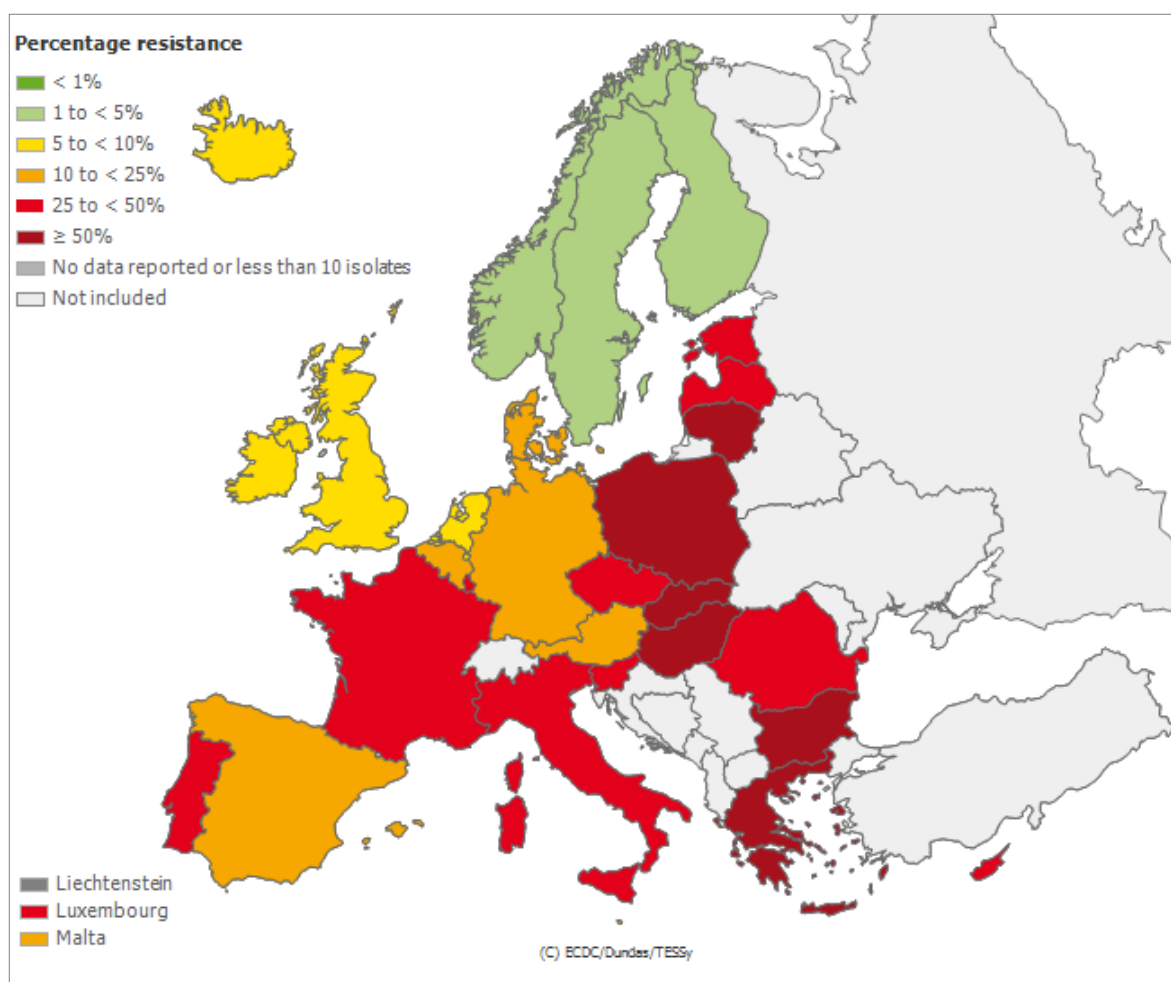 Percentage resistance
< 1%
1 to < 5%
5 to < 10%
10 to < 25%
25 to < 50%
≥ 50%
No data reported or less than 10 isolates
Not included
Liechtenstein
Luxembourg
Malta
(C) ECDC/Dundas/TESSy